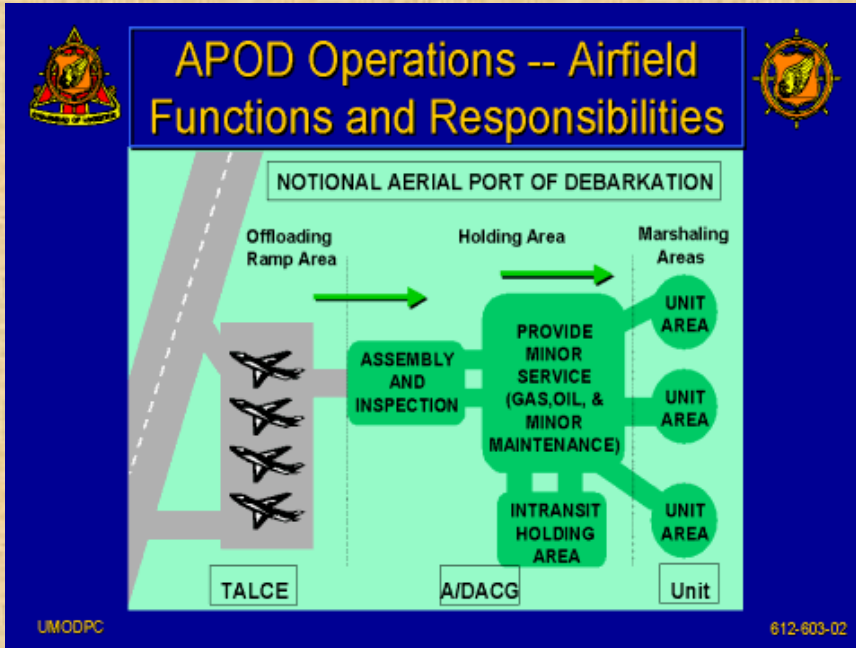 APOD Operations -- Airfield
Functions and Responsibilities
NOTIONAL AERIAL PORT OF DEBARKATION
Offloading
Ramp Area
Holding Area
Marshaling
Areas
ASSEMBLY
AND
INSPECTION
PROVIDE
MINOR
SERVICE
(GAS,OIL, &
MINOR
MAINTENANCE)
INTRANSIT
HOLDING
AREA
UNIT
AREA
UNIT
AREA
UNIT
AREA
TALCE
A/DACG
Unit
UMODPC
612-603-02